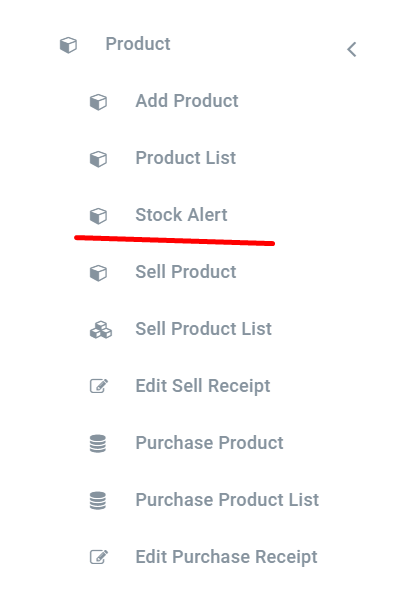 Product
Add Product
Product List
Stock Alert
Sell Product
Sell Product List
Edit Sell Receipt
Purchase Product
Purchase Product List
Edit Purchase Receipt